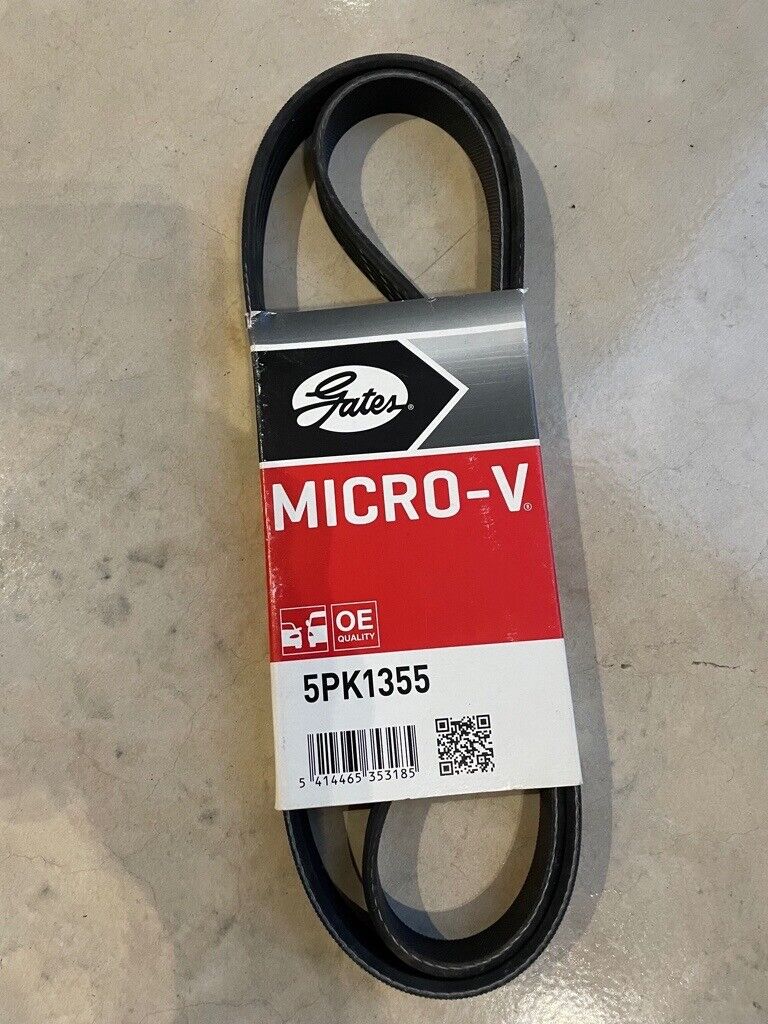 Gates®
MICRO-V®
OE
QUALITY
5PK1355
5 414465 353185